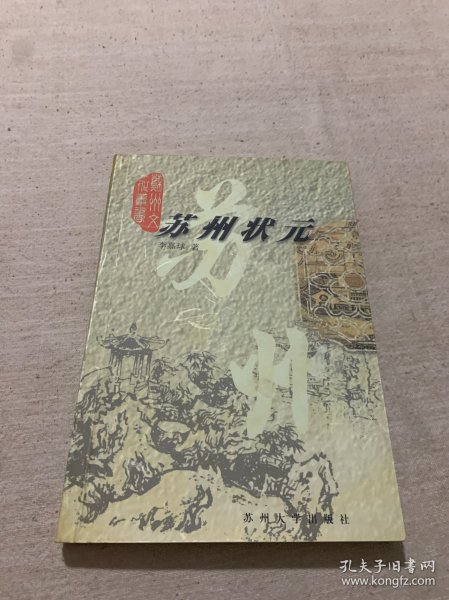 苏州文
化丛书
苏州状元
李嘉球 著
苏
州
苏州大学出版社
孔夫子旧书网
www.kongfz.com